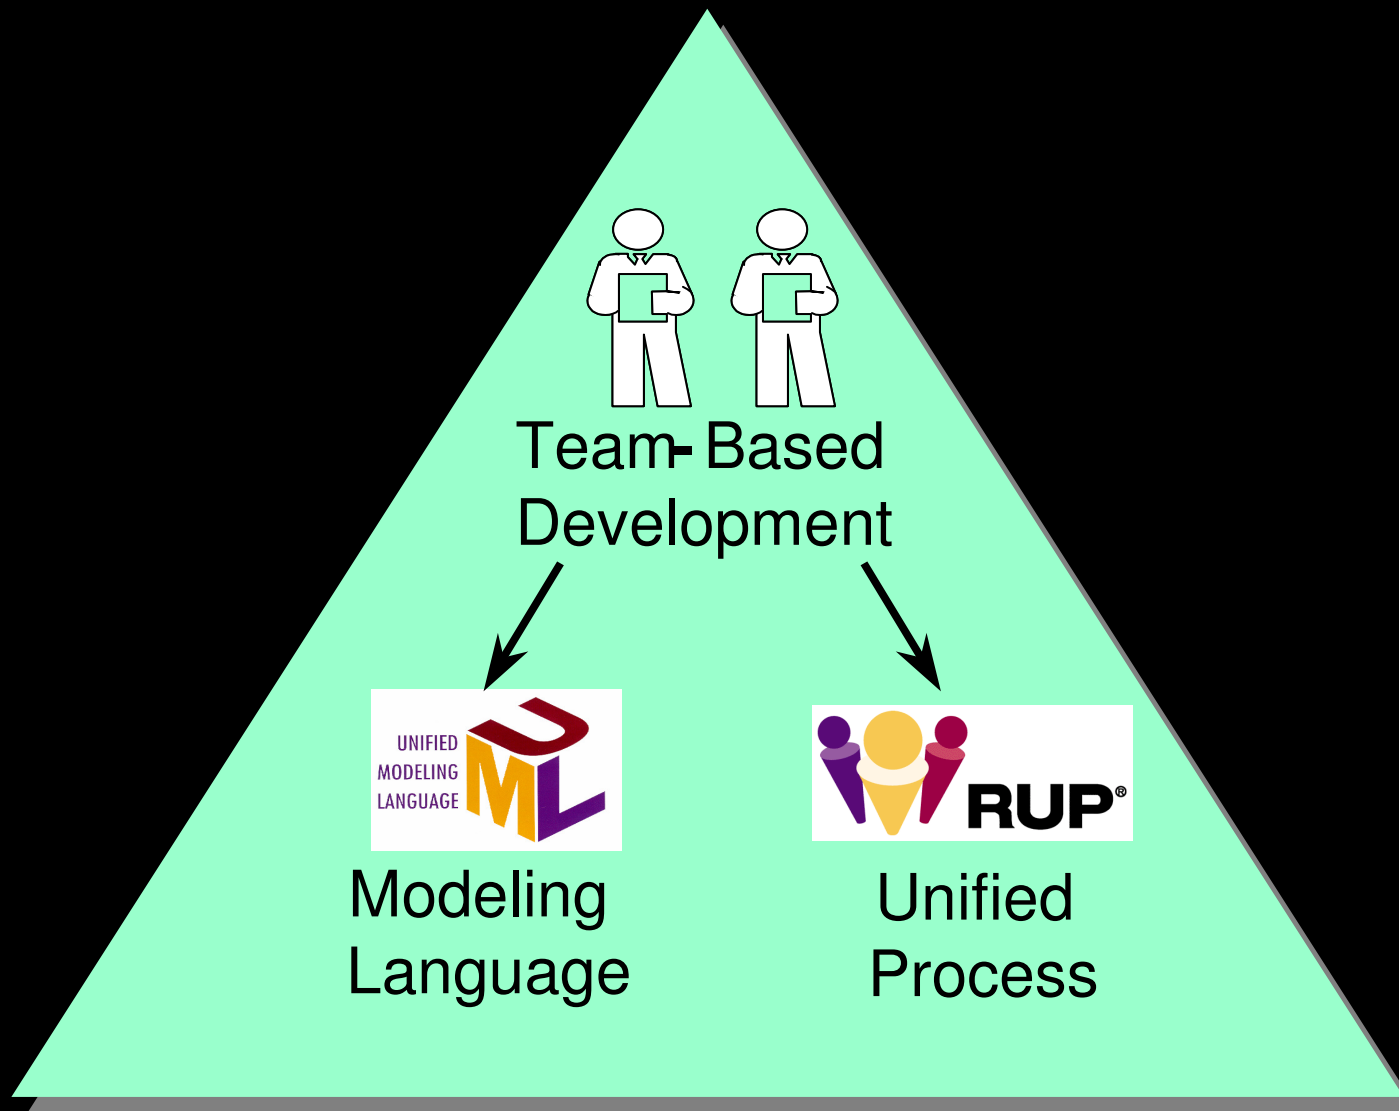 Team-Based
Development
UNIFIED
MODELING
LANGUAGE
UML
RUP®
Modeling
Language
Unified
Process